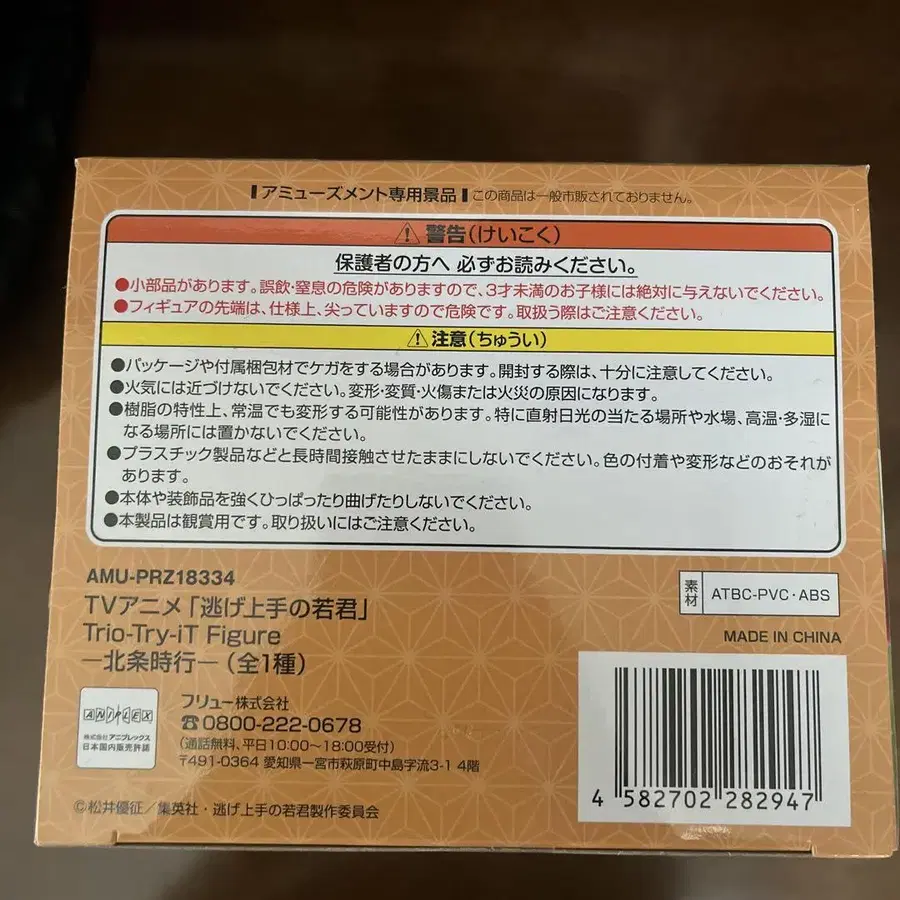 アミューズメント専用景品 この商品は一般市販されておりません。
警告(けいこく)
保護者の方へ 必ずお読みください。
●小部品があります。誤飲・窒息の危険がありますので、3才未満のお子様には絶対に与えないでください。
●フィギュアの先端は、仕様上、尖っていますので危険です。取扱う際はご注意ください。
注意(ちゅうい)
●パッケージや付属梱包材でケガをする場合があります。開封する際は、十分に注意してください。
●火気には近づけないでください。変形・変質・火傷または火災の原因になります。
●樹脂の特性上、常温でも変形する可能性があります。特に直射日光の当たる場所や水場、高温・多湿に
なる場所には置かないでください。
●プラスチック製品などと長時間接触させたままにしないでください。色の付着や変形などのおそれが
あります。
●本体や装飾品を強くひっぱったり曲げたりしないでください。
●本製品は観賞用です。取り扱いにはご注意ください。
AMU-PRZ18334
TVアニメ「逃げ上手の若君」
Trio-Try-iT Figure
―北条時行―(全1種)
素材 ATBC-PVC・ABS
MADE IN CHINA
ANIPLEX
株式会社アニプレックス
日本国内販売許諾
フリュー株式会社
☎0800-222-0678
(通話無料、平日10:00〜18:00受付)
〒491-0364 愛知県一宮市萩原町中島字流3-1 4階
©松井優征/集英社・逃げ上手の若君製作委員会
4 582702 282947